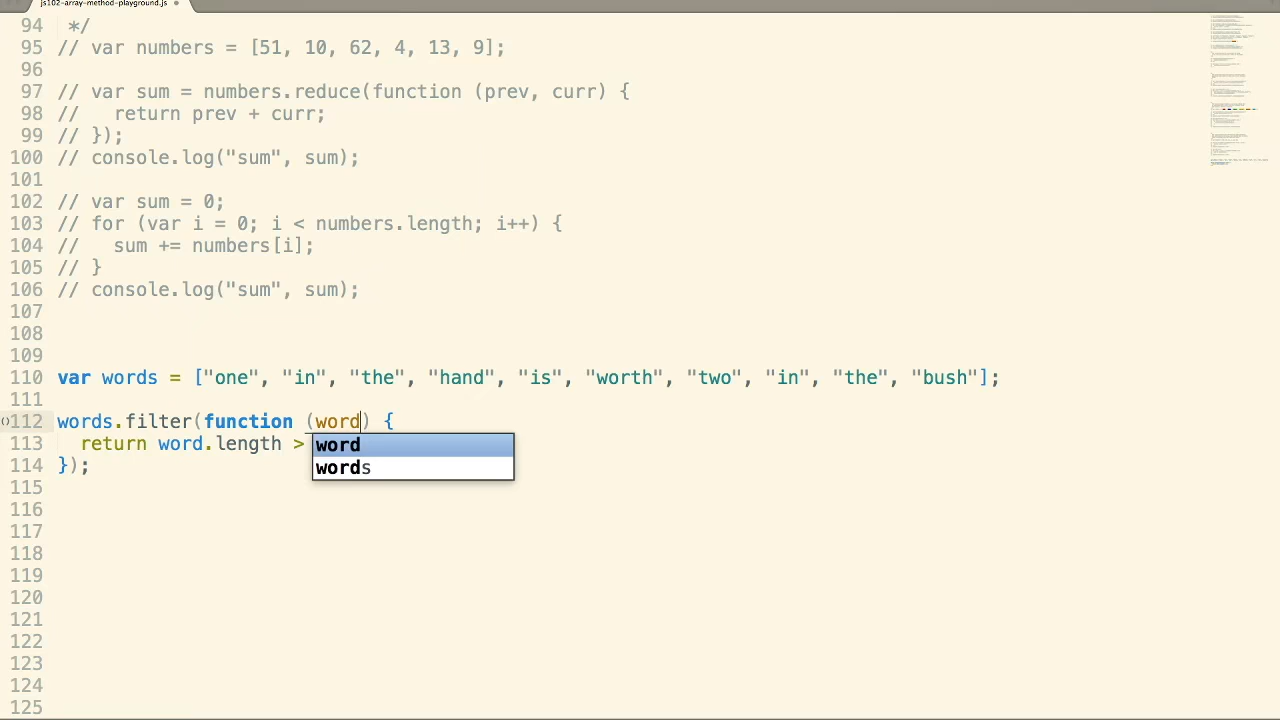 js102-array-method-playground.js
94 */
95 // var numbers = [51, 10, 62, 4, 13, 9];
96
97 // var sum = numbers.reduce(function (prev, curr) {
98 //   return prev + curr;
99 // });
100 // console.log("sum", sum);
101
102 // var sum = 0;
103 // for (var i = 0; i < numbers.length; i++) {
104 //   sum += numbers[i];
105 // }
106 // console.log("sum", sum);
107
108
109
110 var words = ["one", "in", "the", "hand", "is", "worth", "two", "in", "the", "bush"];
111
112 words.filter(function (word) {
113   return word.length >
word
words
114 });
115
116
117
118
119
120
121
122
123
124
125